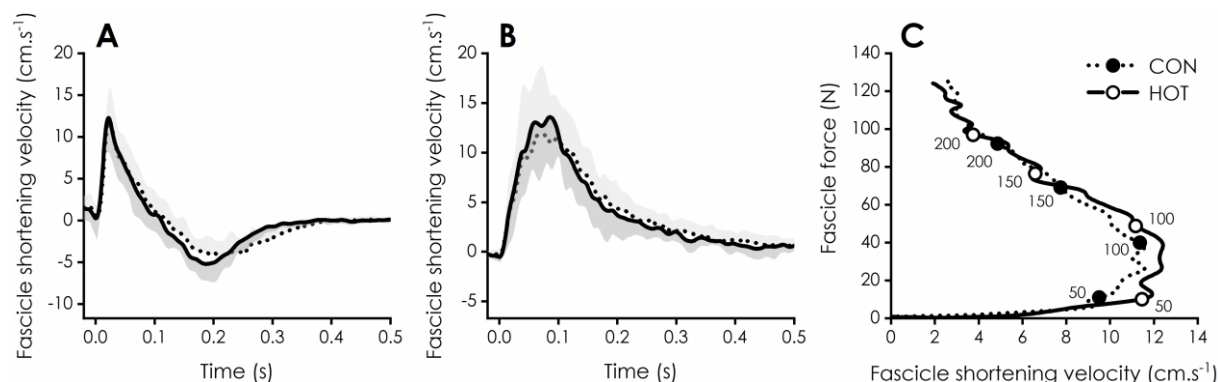 A
Fascicle shortening velocity (cm.s⁻¹)
20
15
10
5
0
-5
-10
0.0 0.1 0.2 0.3 0.4 0.5
Time (s)
B
Fascicle shortening velocity (cm.s⁻¹)
20
15
10
5
0
-5
0.0 0.1 0.2 0.3 0.4 0.5
Time (s)
C
CON
HOT
Fascicle force (N)
140
120
100
80
60
40
20
0
200
200
150
150
100
100
50
50
0 2 4 6 8 10 12 14
Fascicle shortening velocity (cm.s⁻¹)